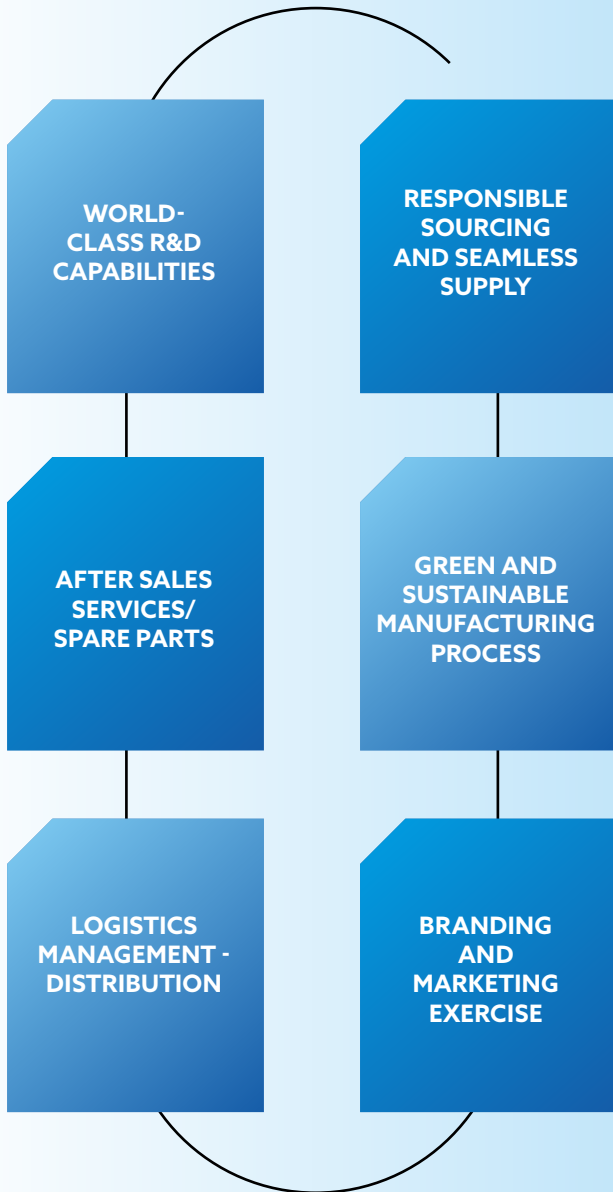 WORLD-
CLASS R&D
CAPABILITIES
RESPONSIBLE
SOURCING
AND SEAMLESS
SUPPLY
AFTER SALES
SERVICES/
SPARE PARTS
GREEN AND
SUSTAINABLE
MANUFACTURING
PROCESS
LOGISTICS
MANAGEMENT -
DISTRIBUTION
BRANDING
AND
MARKETING
EXERCISE